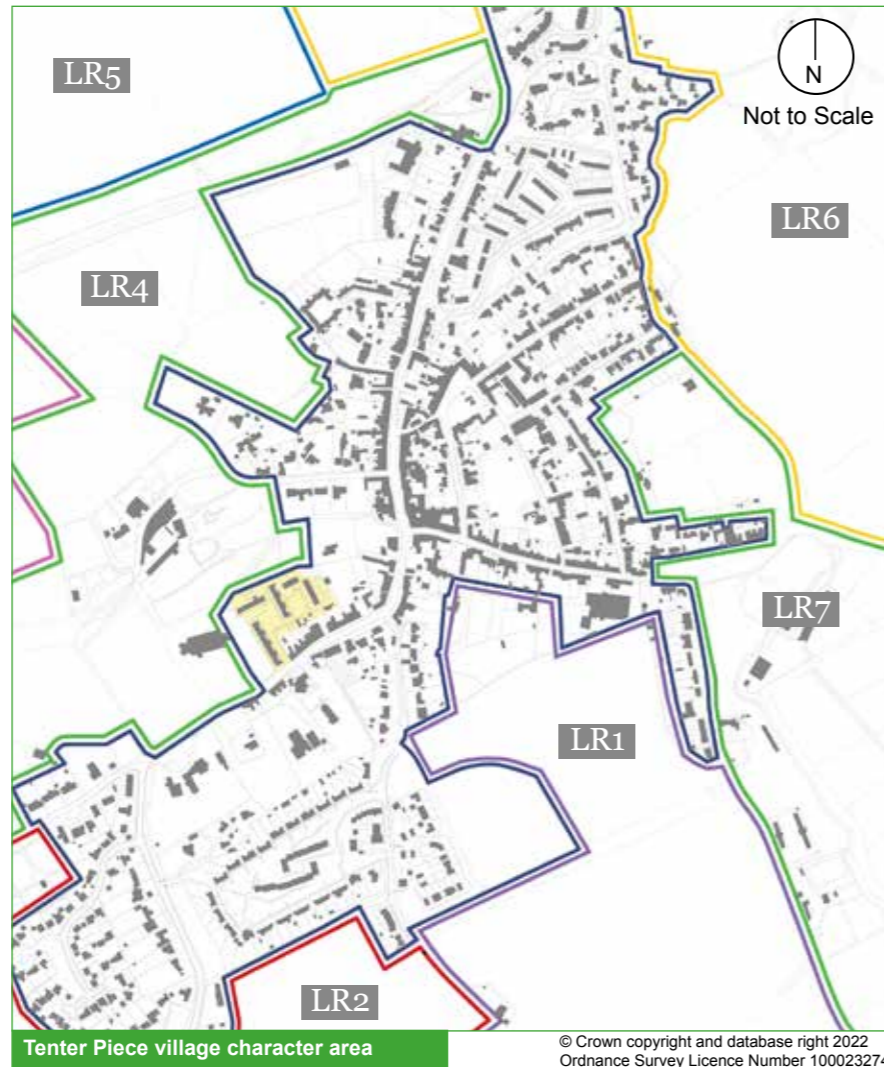 LR5
N
Not to Scale
LR6
LR4
LR7
LR1
LR2
Tenter Piece village character area
© Crown copyright and database right 2022
Ordnance Survey Licence Number 100023274